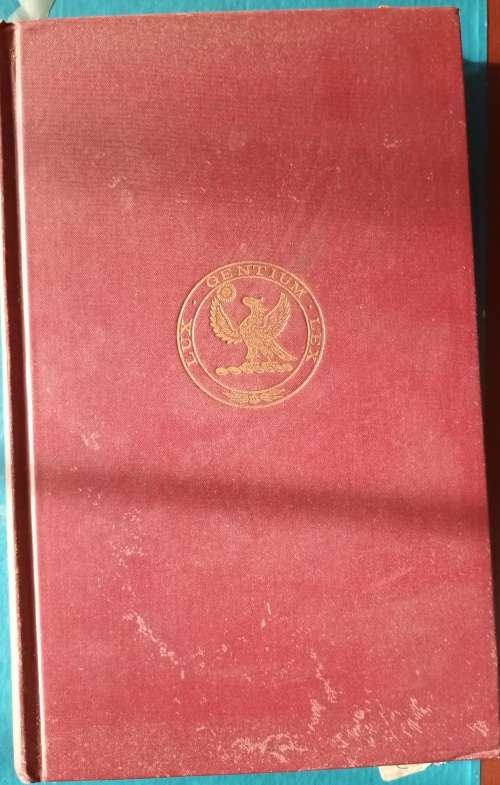 LUX · GENTIUM · LEX